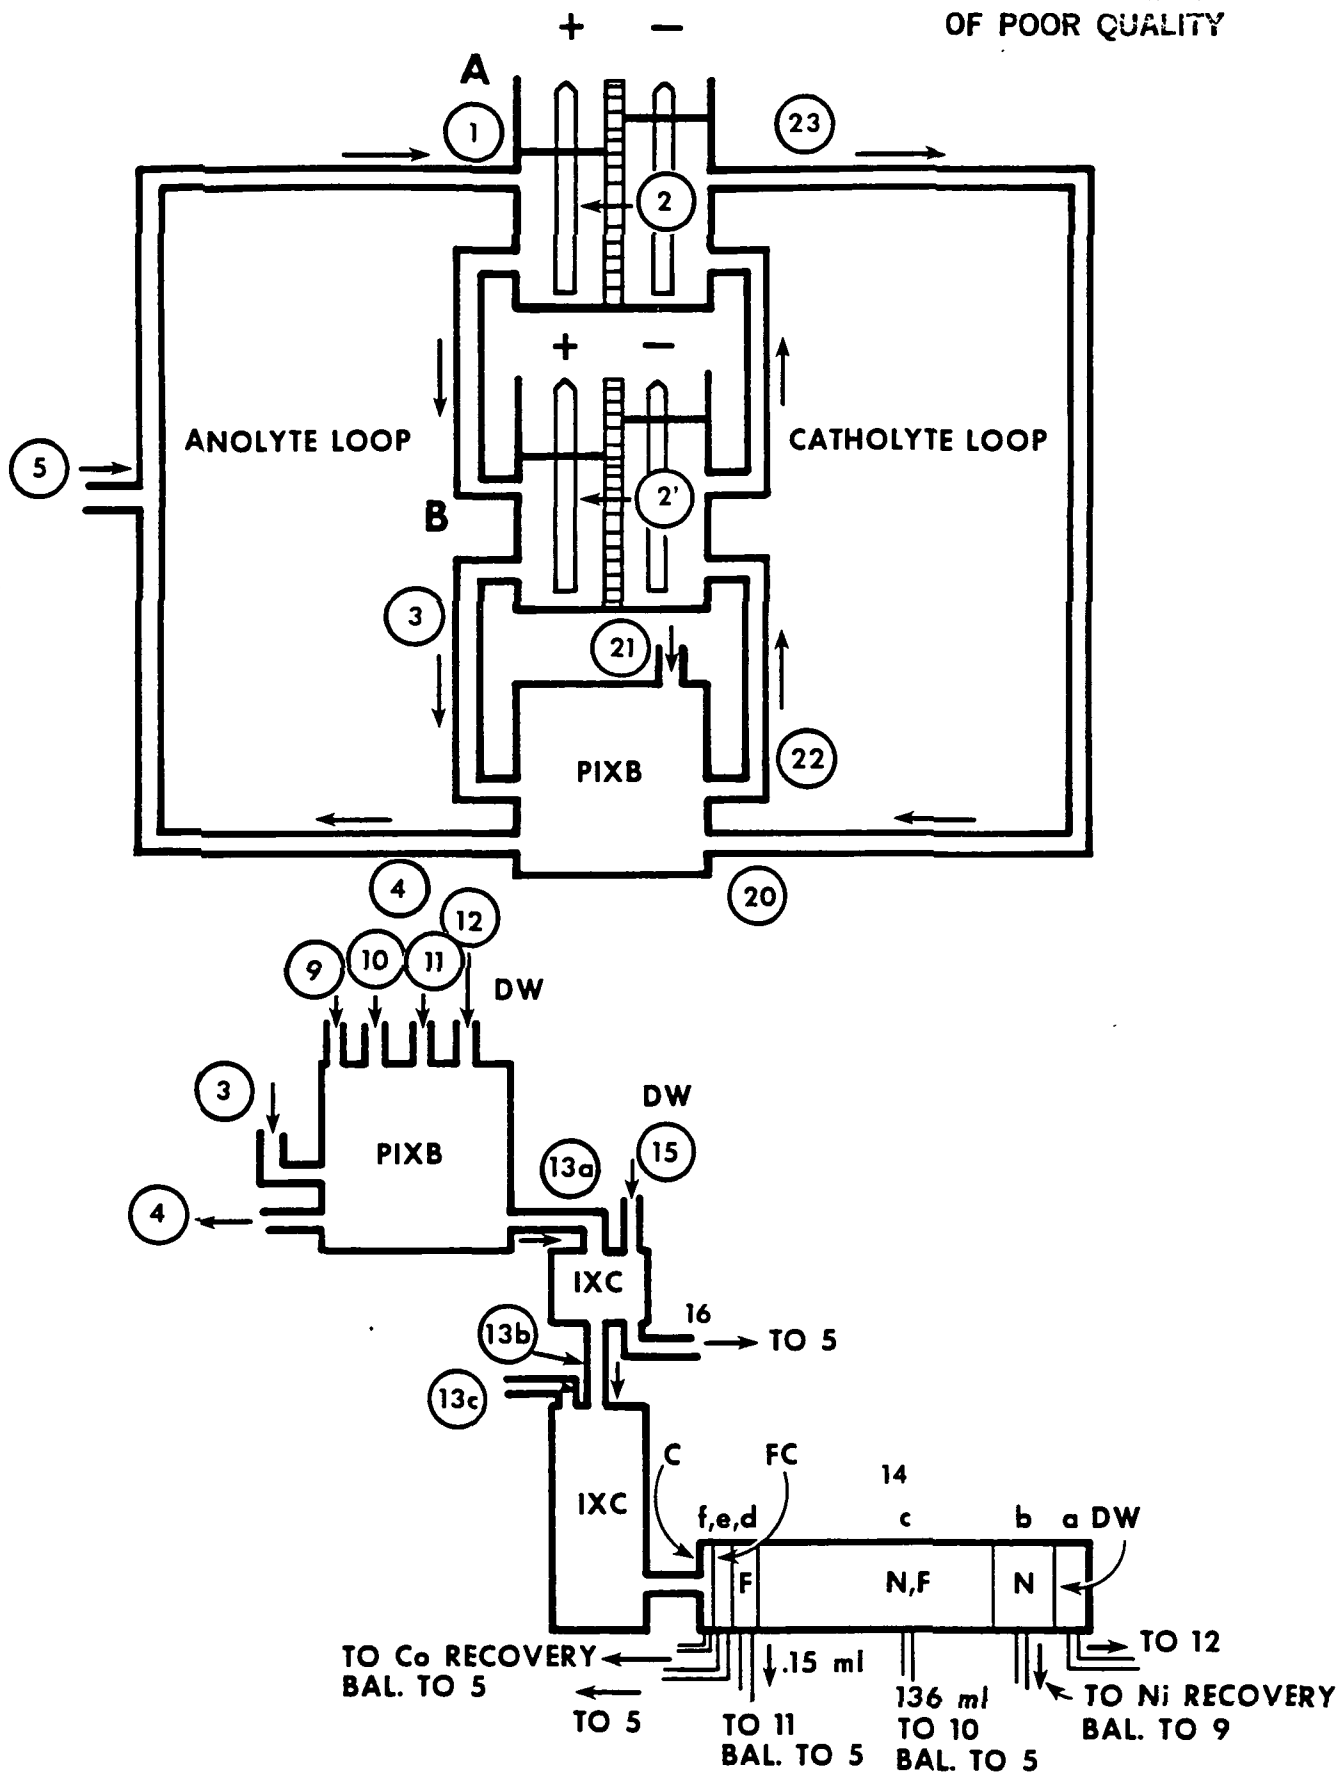 OF POOR QUALITY
+ −
A
1
23
2
+ −
ANOLYTE LOOP
CATHOLYTE LOOP
5
2'
B
3
21
PIXB
22
4
20
12
9
10
11
DW
3
DW
PIXB
13a
15
4
IXC
16
13b
TO 5
13c
C
FC
14
IXC
f,e,d
c
b
a DW
F
N,F
N
TO Co RECOVERY
BAL. TO 5
TO 5
.15 ml
TO 11
BAL. TO 5
136 ml
TO 10
BAL. TO 5
TO 12
TO Ni RECOVERY
BAL. TO 9